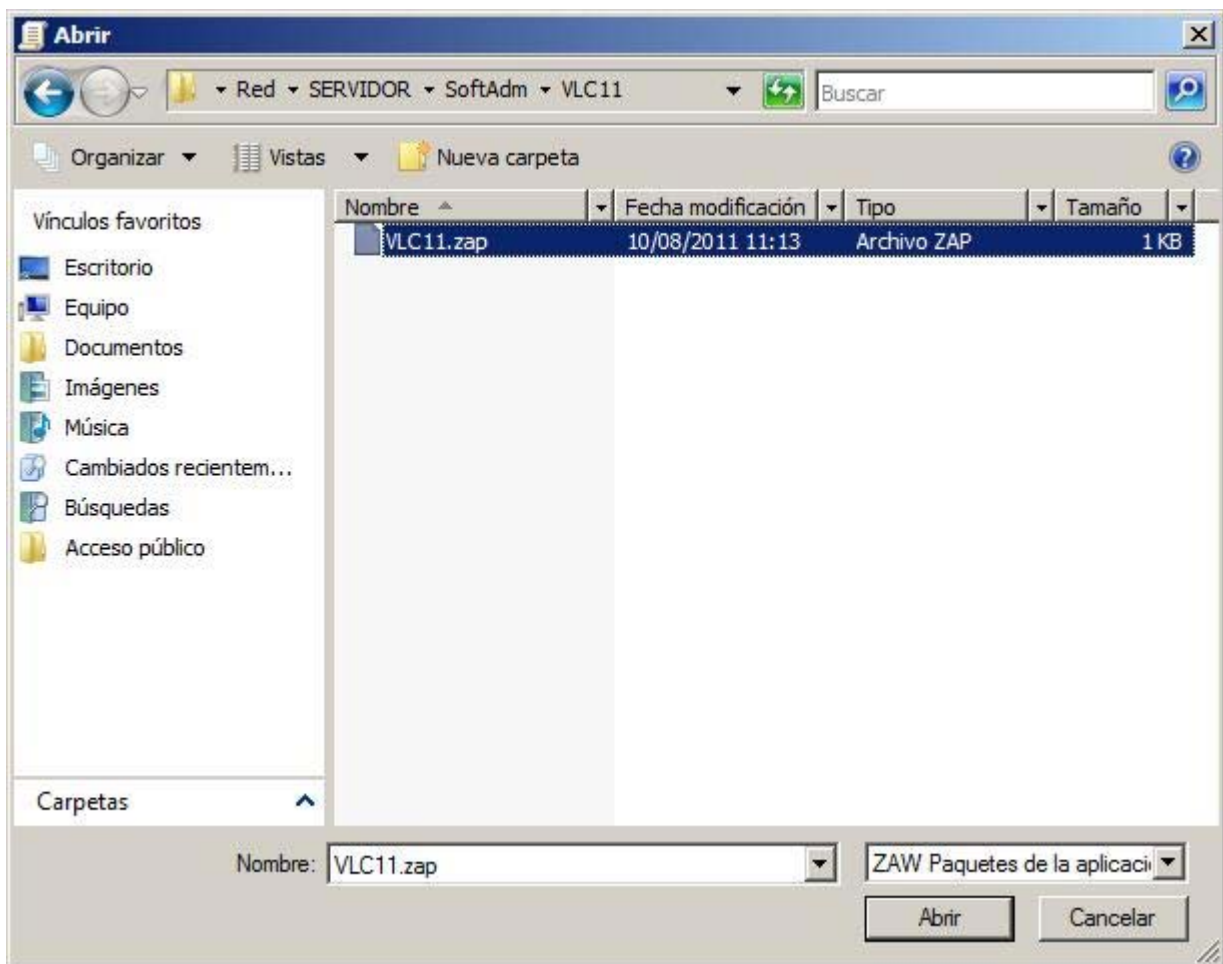 Abrir
Red SERVIDOR SoftAdm VLC11 Buscar
Organizar Vistas Nueva carpeta
Vínculos favoritos
Escritorio
Equipo
Documentos
Imágenes
Música
Cambiados recientem...
Búsquedas
Acceso público
Carpetas
Nombre Fecha modificación Tipo Tamaño
VLC11.zap 10/08/2011 11:13 Archivo ZAP 1 KB
Nombre: VLC11.zap ZAW Paquetes de la aplicaci
Abrir Cancelar